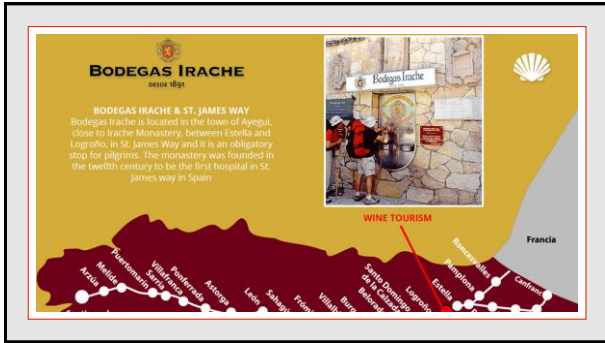 BODEGAS IRACHE
DESDE 1891
BODEGAS IRACHE & ST. JAMES WAY
Bodegas Irache is located in the town of Ayegui,
close to Irache Monastery, between Estella and
Logroño, in St. James Way and it is an obligatory
stop for pilgrims. The monastery was founded in
the twelfth century to be the first hospital in St.
James way in Spain
Bodegas Irache
WINE TOURISM
Francia
Arzúa
Melide
Puertomarín
Sarria
Villafranca
Ponferrada
Astorga
León
Sahagún
Santo Domingo
de la Calzada
Belorado
Logroño
Estella
Pamplona
Roncesvalles
Canfranc